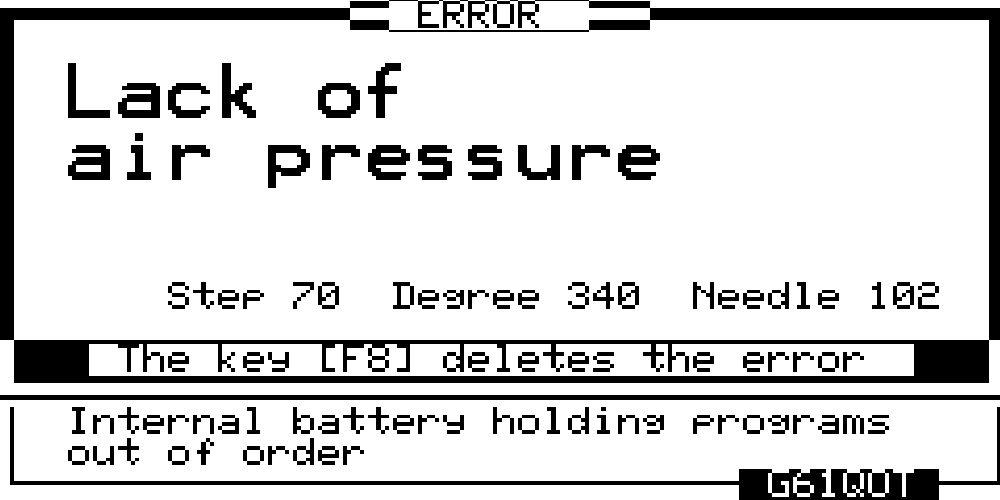 ERROR
Lack of
air pressure
Step 70 Degree 340 Needle 102
The key [F8] deletes the error
Internal battery holding programs
out of order
G61QUT